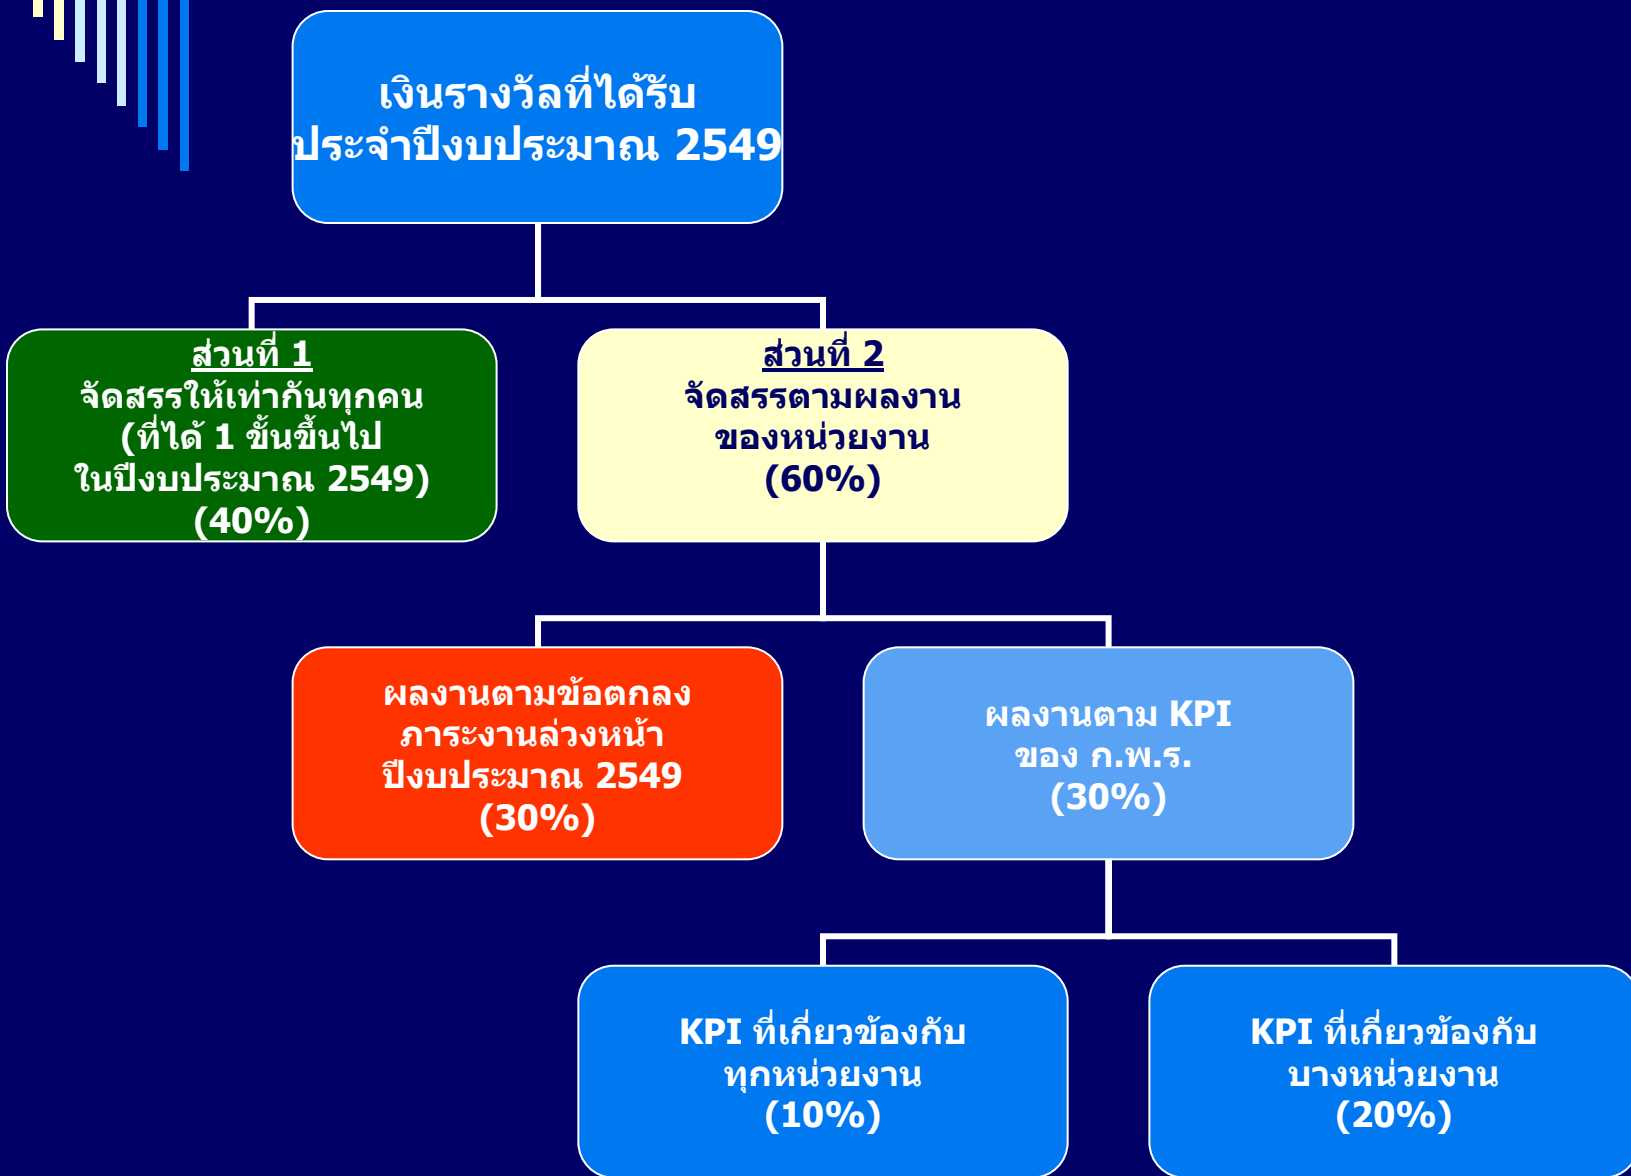 เงินรางวัลที่ได้รับ
ประจำปีงบประมาณ 2549
ส่วนที่ 1
จัดสรรให้เท่ากันทุกคน
(ที่ได้ 1 ขั้นขึ้นไป
ในปีงบประมาณ 2549)
(40%)
ส่วนที่ 2
จัดสรรตามผลงาน
ของหน่วยงาน
(60%)
ผลงานตามข้อตกลง
ภาระงานล่วงหน้า
ปีงบประมาณ 2549
(30%)
ผลงานตาม KPI
ของ ก.พ.ร.
(30%)
KPI ที่เกี่ยวข้องกับ
ทุกหน่วยงาน
(10%)
KPI ที่เกี่ยวข้องกับ
บางหน่วยงาน
(20%)